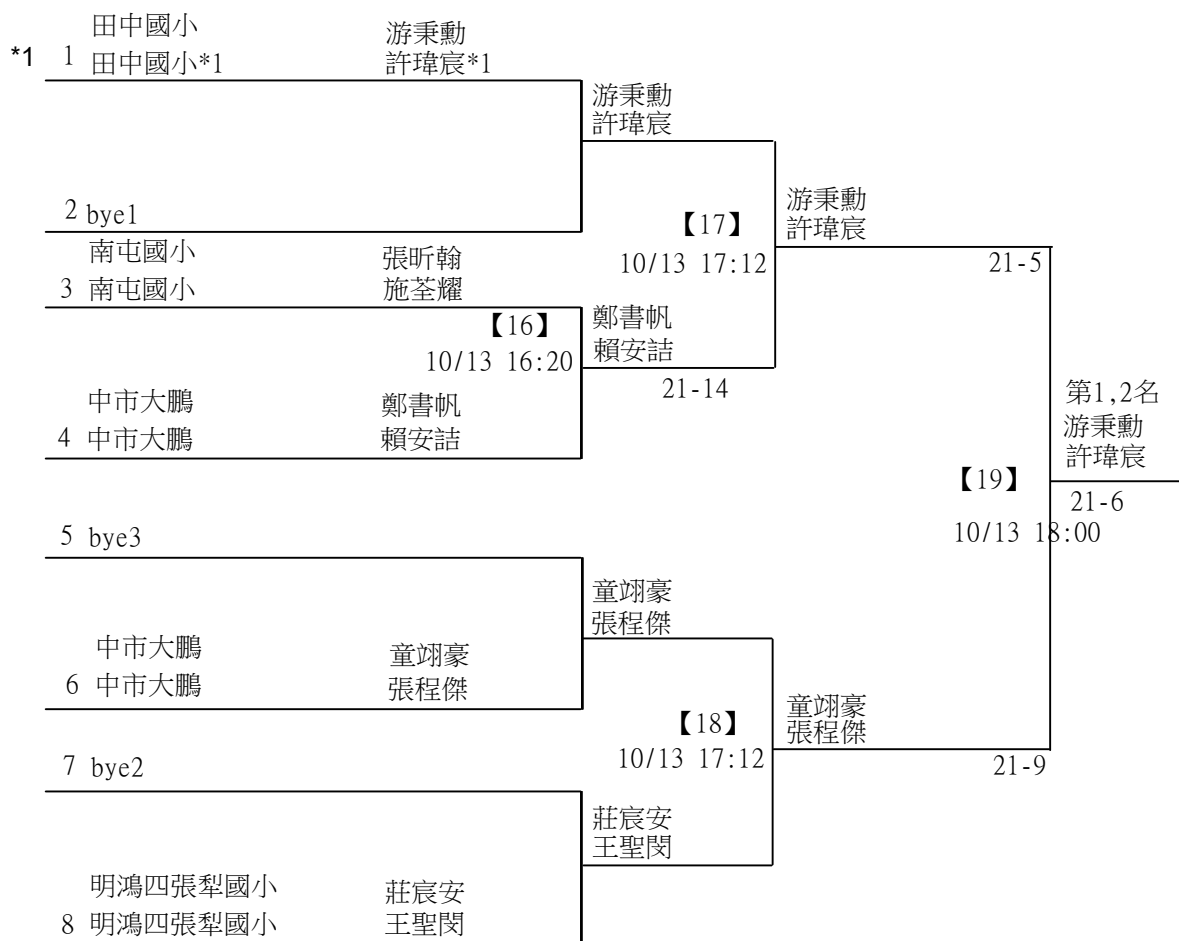 田中國小 游秉勳
*1 1 田中國小*1 許瑋宸*1
游秉勳
許瑋宸
2 bye1
游秉勳
許瑋宸
【17】
10/13 17:12
21-5
南屯國小 張昕翰
3 南屯國小 施荃耀
【16】
10/13 16:20
鄭書帆
賴安喆
21-14
中市大鵬 鄭書帆
4 中市大鵬 賴安喆
第1,2名
游秉勳
許瑋宸
【19】
21-6
10/13 18:00
5 bye3
童翊豪
張程傑
中市大鵬 童翊豪
6 中市大鵬 張程傑
【18】
10/13 17:12
童翊豪
張程傑
21-9
7 bye2
莊宸安
王聖閔
明鴻四張犁國小 莊宸安
8 明鴻四張犁國小 王聖閔